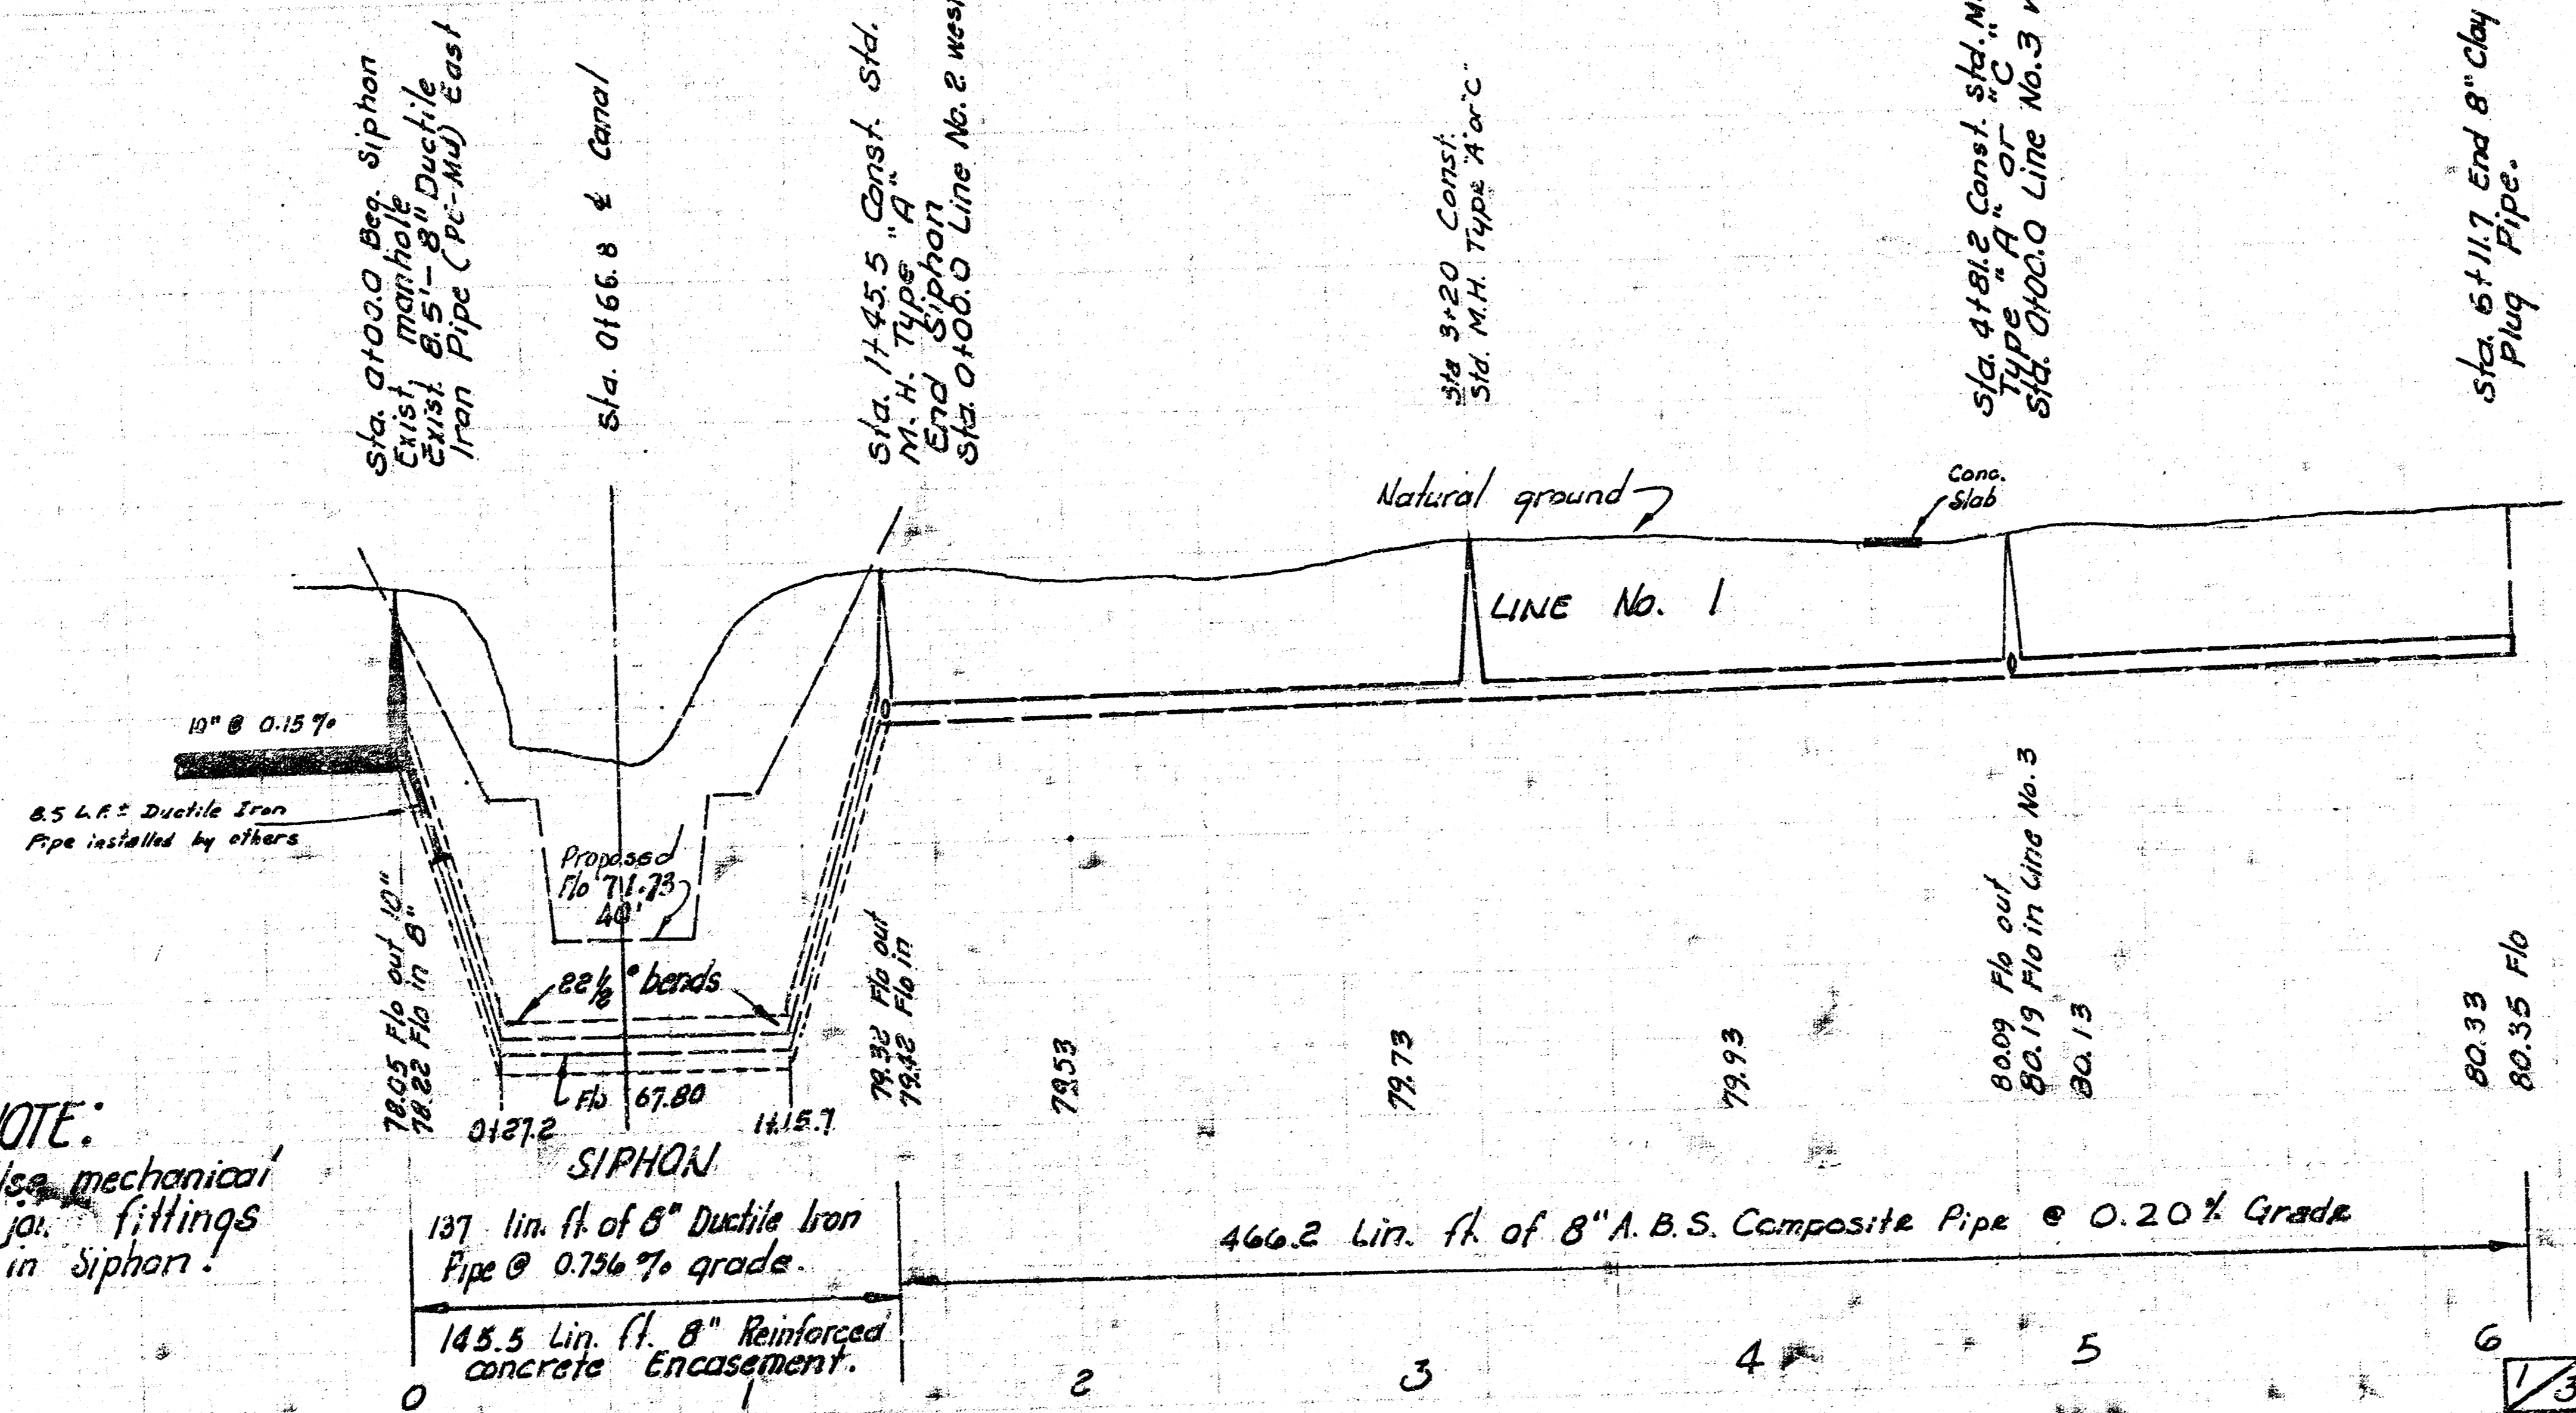 Sta. 0+00.0 Beg. Siphon
Exist. manhole
Exist. 8.5'-8" Ductile
Iron Pipe (PC-MW) East
Sta. 0+66.8 ℄ Canal
Sta. 1+45.5 Const. Std.
M.H. Type "A"
End Siphon
Sta. 0+00.0 Line No. 2
Sta 3+20 Const.
Std. M.H. Type "A" or "C"
Sta. 4+81.2 Const. Std.
Type "A" or "C"
Sta. 0+00.0 Line No. 3
Sta. 6+11.7 End 8" Clay
Plug Pipe.
Natural ground
Conc.
Slab
LINE No. 1
10" @ 0.15 %
8.5 L.F.± Ductile Iron
Pipe installed by others
Proposed
Flo 71.73
40'
22½° bends
78.05 Flo out 10"
78.22 Flo in 8"
Flo 67.80
0+27.2
1+15.7
79.32 Flo out
79.42 Flo in
79.53
79.73
79.93
80.09 Flo out
80.19 Flo in Line No. 3
80.13
80.33
80.35 Flo
SIPHON
OTE:
mechanical
fittings
in Siphon!
137 lin. ft. of 8" Ductile Iron
Pipe @ 0.756 % grade.
145.5 Lin. ft. 8" Reinforced
concrete Encasement.
466.2 Lin. ft. of 8" A.B.S. Composite Pipe @ 0.20 % Grade
0
1
2
3
4
5
6
1/3